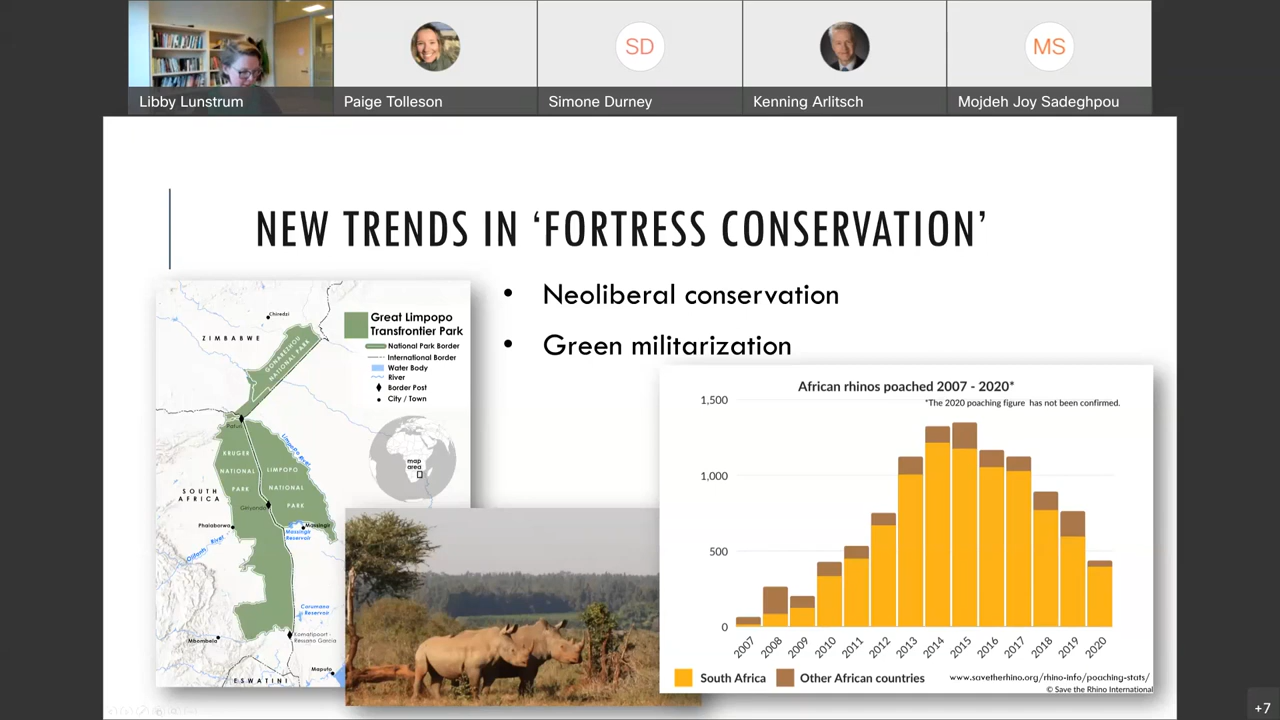 Libby Lunstrum
Paige Tolleson
SD
Simone Durney
Kenning Arlitsch
MS
Mojdeh Joy Sadeghpou
NEW TRENDS IN ‘FORTRESS CONSERVATION’
• Neoliberal conservation
• Green militarization
Great Limpopo
Transfrontier Park
National Park Border
International Border
Water Body
River
Border Post
City / Town
map
area
Chiredzi
ZIMBABWE
GONAREZHOU
NATIONAL PARK
Pafuri
Limpopo River
KRUGER
NATIONAL
PARK
LIMPOPO
NATIONAL
PARK
SOUTH
AFRICA
Giriyondo
Phalaborwa
Massingir
Massingir
Reservoir
Olifants River
Corumana
Reservoir
Mbombela
Komatipoort -
Ressano Garcia
Maputo
ESWATINI
African rhinos poached 2007 - 2020*
*The 2020 poaching figure has not been confirmed.
1,500
1,000
500
0
2007 2008 2009 2010 2011 2012 2013 2014 2015 2016 2017 2018 2019 2020
South Africa
Other African countries
www.savetherhino.org/rhino-info/poaching-stats/
© Save the Rhino International
+7